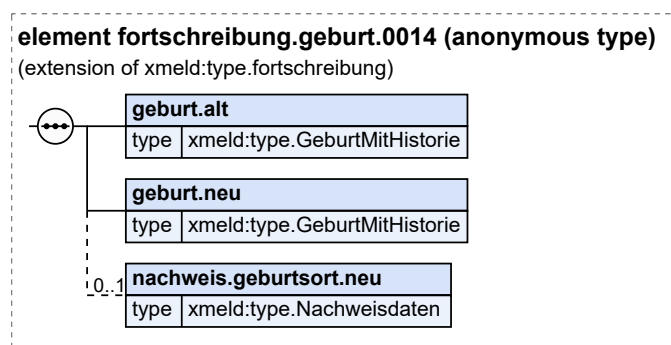 element fortschreibung.geburt.0014 (anonymous type)
(extension of xmeld:type.fortschreibung)
geburt.alt
type xmeld:type.GeburtMitHistorie
geburt.neu
type xmeld:type.GeburtMitHistorie
0..1 nachweis.geburtsort.neu
type xmeld:type.Nachweisdaten